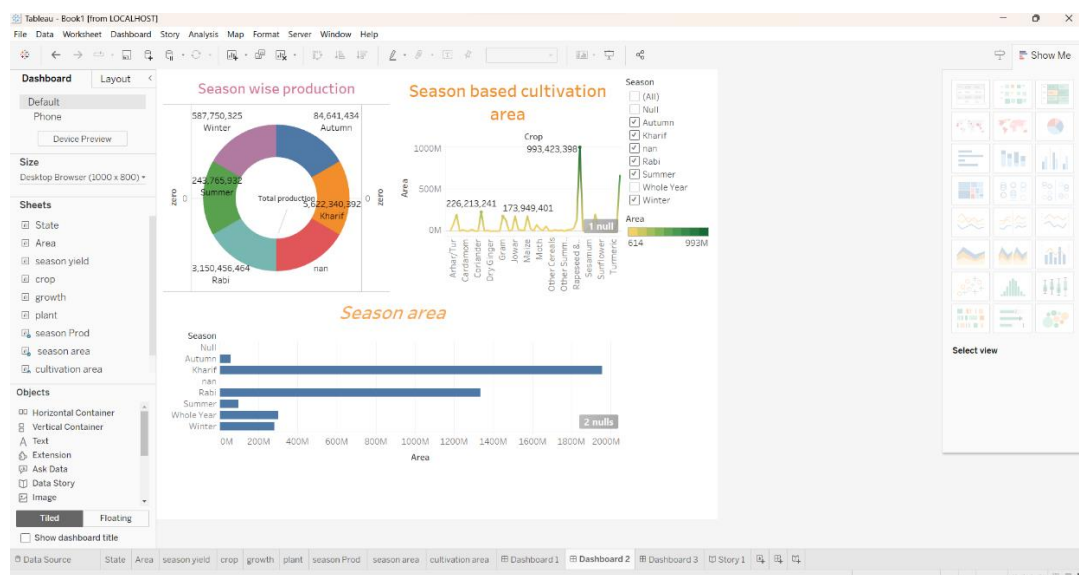 Tableau - Book1 [from LOCALHOST]
File Data Worksheet Dashboard Story Analysis Map Format Server Window Help
Show Me
Dashboard Layout
Default
Phone
Device Preview
Size
Desktop Browser (1000 x 800)
Sheets
State
Area
season yield
crop
growth
plant
season Prod
season area
cultivation area
Objects
Horizontal Container
Vertical Container
Text
Extension
Ask Data
Data Story
Image
Tiled Floating
Show dashboard title
Season wise production
587,750,325
Winter
84,641,434
Autumn
243,765,932
Summer
Total production
5,622,340,392
Kharif
zero 0
0 zero
3,150,456,464
Rabi
nan
Season based cultivation
area
Crop
1000M
993,423,398
Area
500M
226,213,241 173,949,401
0M
1 null
Arhar/Tur
Cardamom
Coriander
Dry Ginger
Gram
Jowar
Maize
Moth
Other Cereals
Other Summ..
Rapeseed &..
Sesamum
Sunflower
Turmeric
Season
(All)
Null
Autumn
Kharif
nan
Rabi
Summer
Whole Year
Winter
Area
614 993M
Season area
Season
Null
Autumn
Kharif
nan
Rabi
Summer
Whole Year
Winter
2 nulls
0M 200M 400M 600M 800M 1000M 1200M 1400M 1600M 1800M 2000M
Area
Select view
Data Source State Area season yield crop growth plant season Prod season area cultivation area Dashboard 1 Dashboard 2 Dashboard 3 Story 1